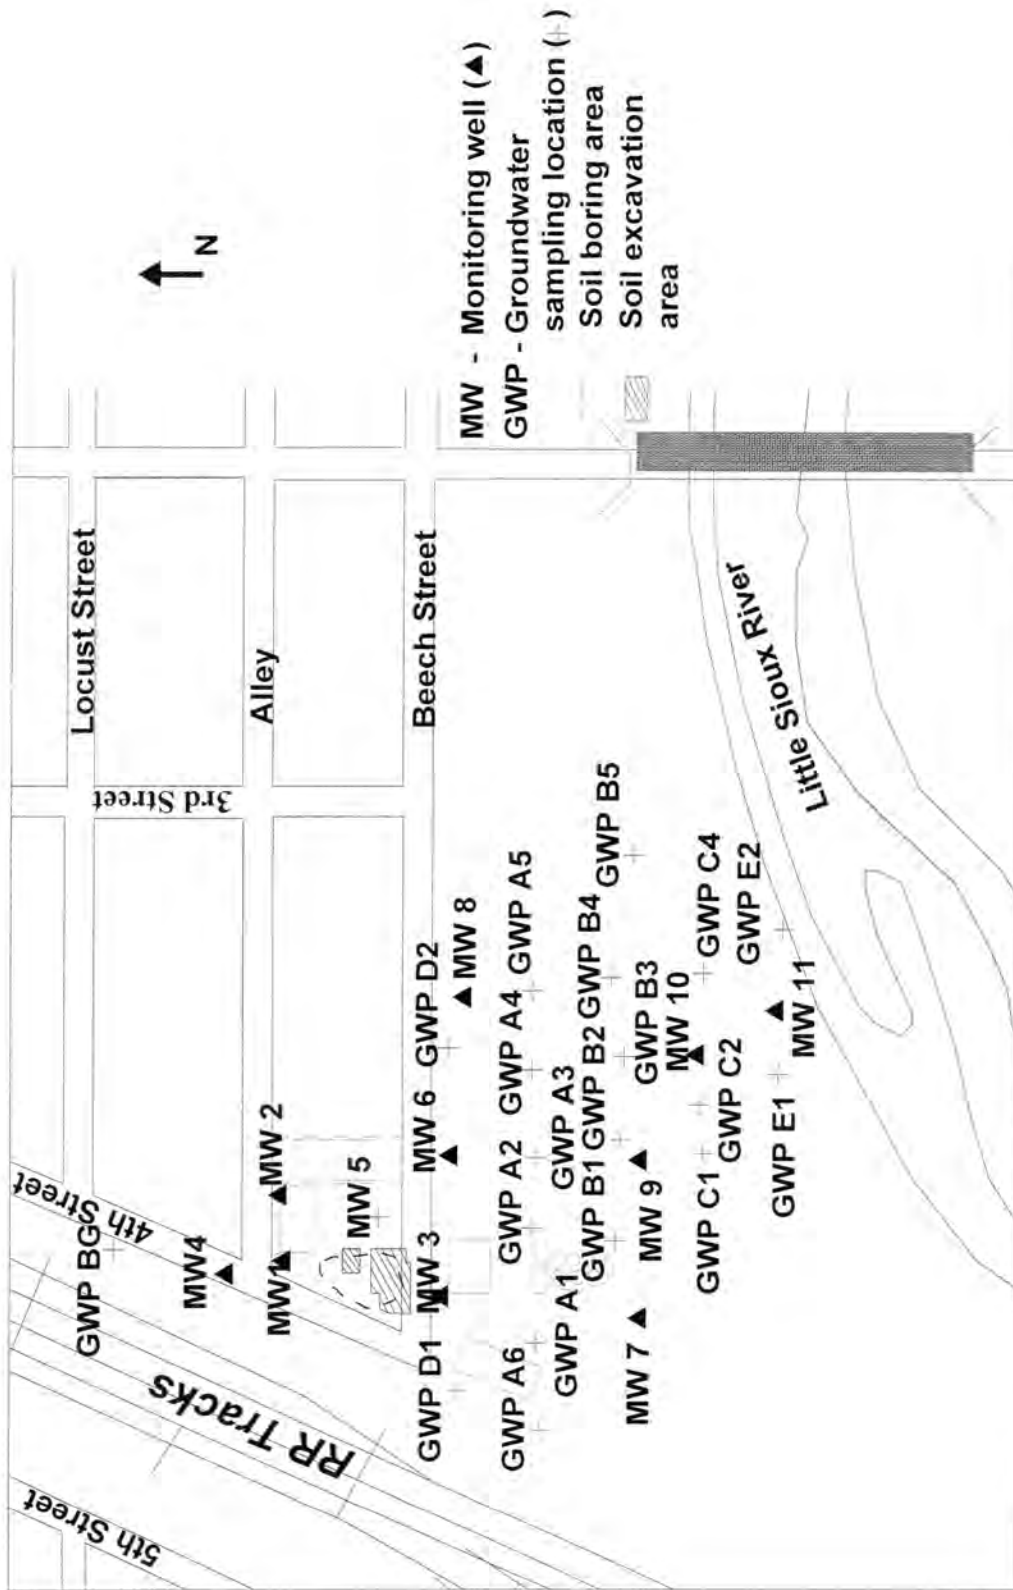 Locust Street
3rd Street
Alley
Beech Street
4th Street
5th Street
RR Tracks
N
GWP BG
MW4
MW1
MW 2
MW 5
MW 3
MW 6
GWP D1
GWP D2
MW 8
GWP A6
GWP A1
GWP A2
GWP A3
GWP A4
GWP A5
GWP B1
GWP B2
GWP B3
GWP B4
GWP B5
MW 7
MW 9
MW 10
GWP C1
GWP C2
GWP C4
GWP E1
GWP E2
MW 11
Little Sioux River
MW - Monitoring well (▲)
GWP - Groundwater
sampling location (+)
Soil boring area
Soil excavation
area